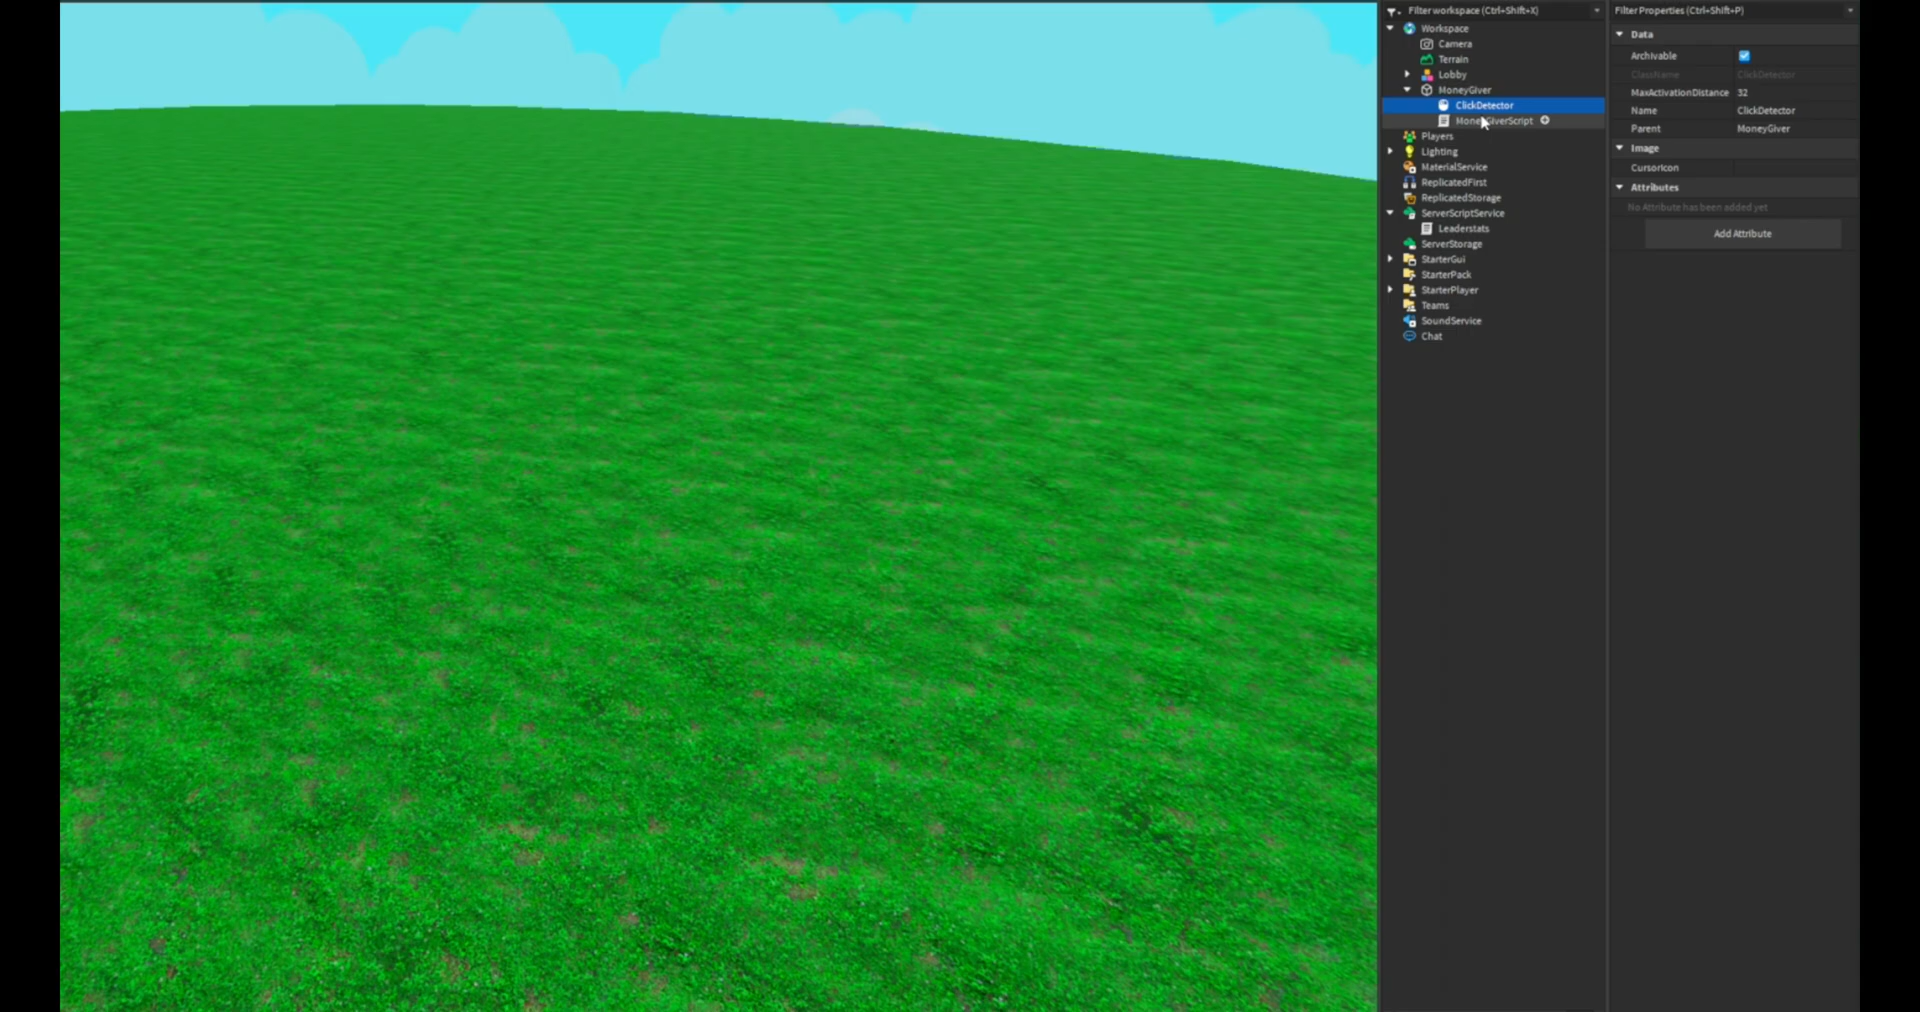 Filter workspace (Ctrl+Shift+X)
Workspace
Camera
Terrain
Lobby
MoneyGiver
ClickDetector
MoneyGiverScript
Players
Lighting
MaterialService
ReplicatedFirst
ReplicatedStorage
ServerScriptService
Leaderstats
ServerStorage
StarterGui
StarterPack
StarterPlayer
Teams
SoundService
Chat
Filter Properties (Ctrl+Shift+P)
Data
Archivable
ClassName ClickDetector
MaxActivationDistance 32
Name ClickDetector
Parent MoneyGiver
Image
CursorIcon
Attributes
No Attribute has been added yet
Add Attribute